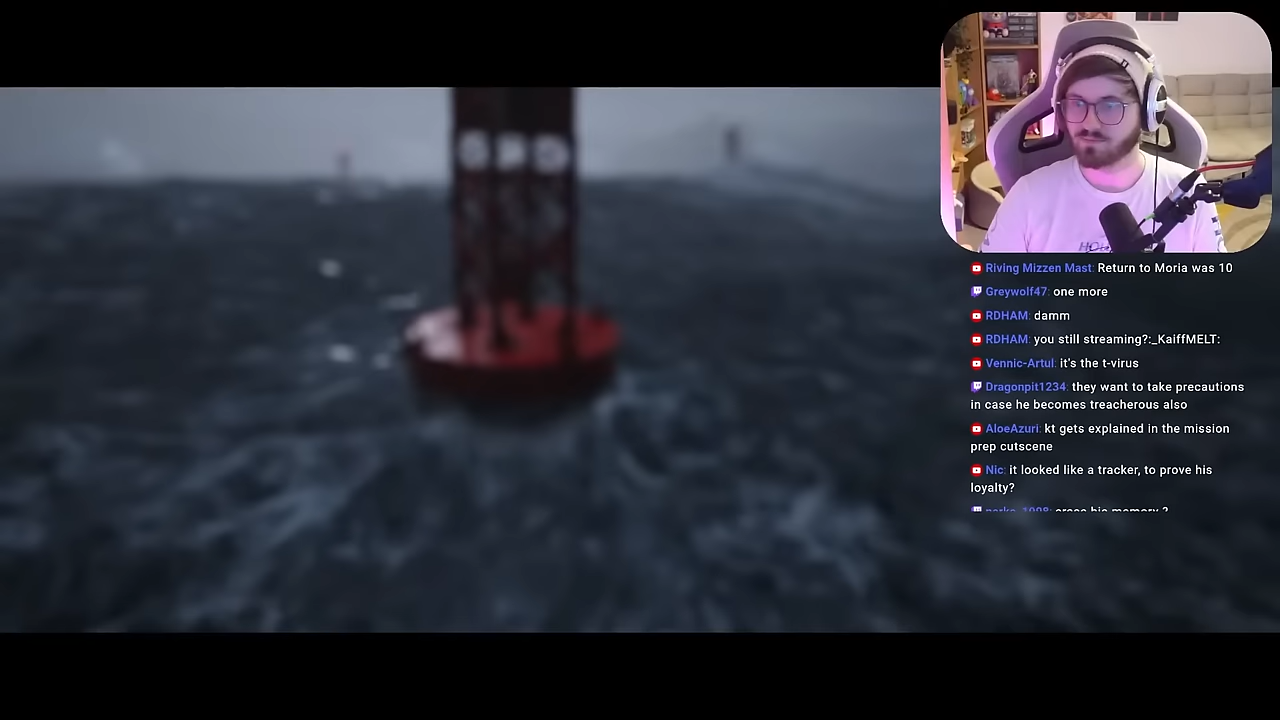 Riving Mizzen Mast: Return to Moria was 10
Greywolf47: one more
RDHAM: damm
RDHAM: you still streaming?:_KaiffMELT:
Vennic-Artul: it's the t-virus
Dragonpit1234: they want to take precautions
in case he becomes treacherous also
AloeAzuri: kt gets explained in the mission
prep cutscene
Nic: it looked like a tracker, to prove his
loyalty?